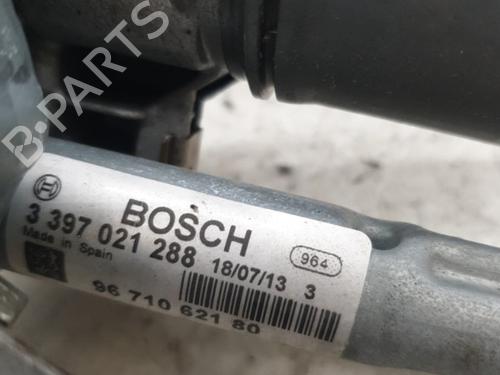 B-PARTS
BOSCH
3 397 021 288
964
Made in Spain
18/07/13 3
96 710 621 80